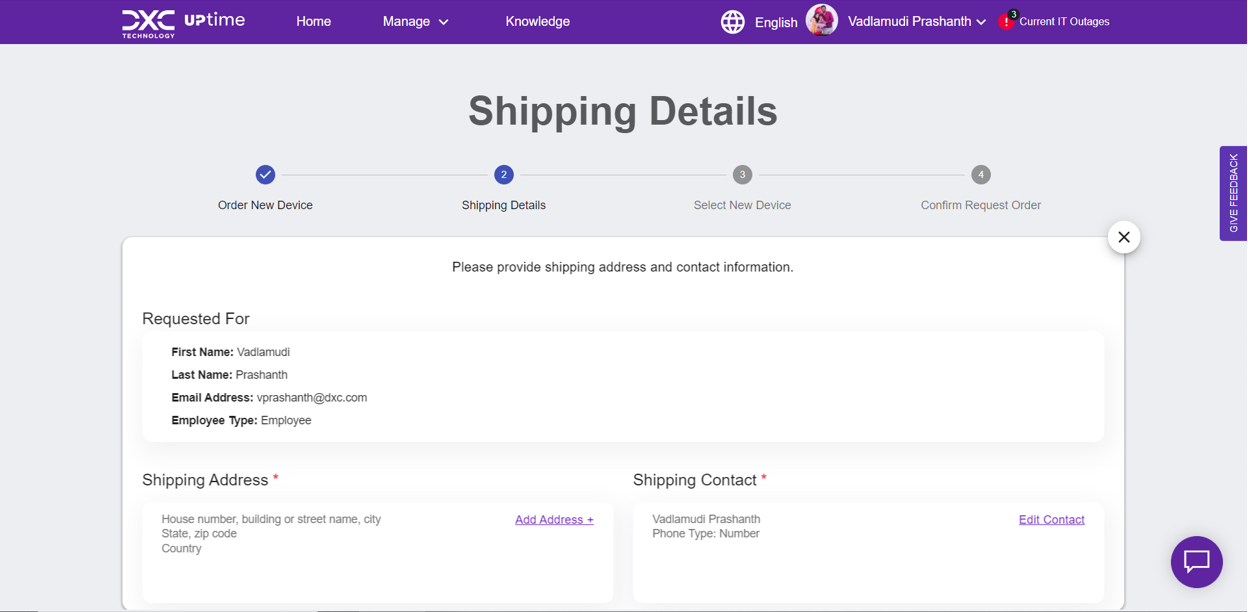 DXC TECHNOLOGY UPtime
Home
Manage
Knowledge
English
Vadlamudi Prashanth
! 3 Current IT Outages
Shipping Details
2
3
4
Order New Device
Shipping Details
Select New Device
Confirm Request Order
GIVE FEEDBACK
Please provide shipping address and contact information.
Requested For
First Name: Vadlamudi
Last Name: Prashanth
Email Address: vprashanth@dxc.com
Employee Type: Employee
Shipping Address *
House number, building or street name, city
State, zip code
Country
Add Address +
Shipping Contact *
Vadlamudi Prashanth
Phone Type: Number
Edit Contact